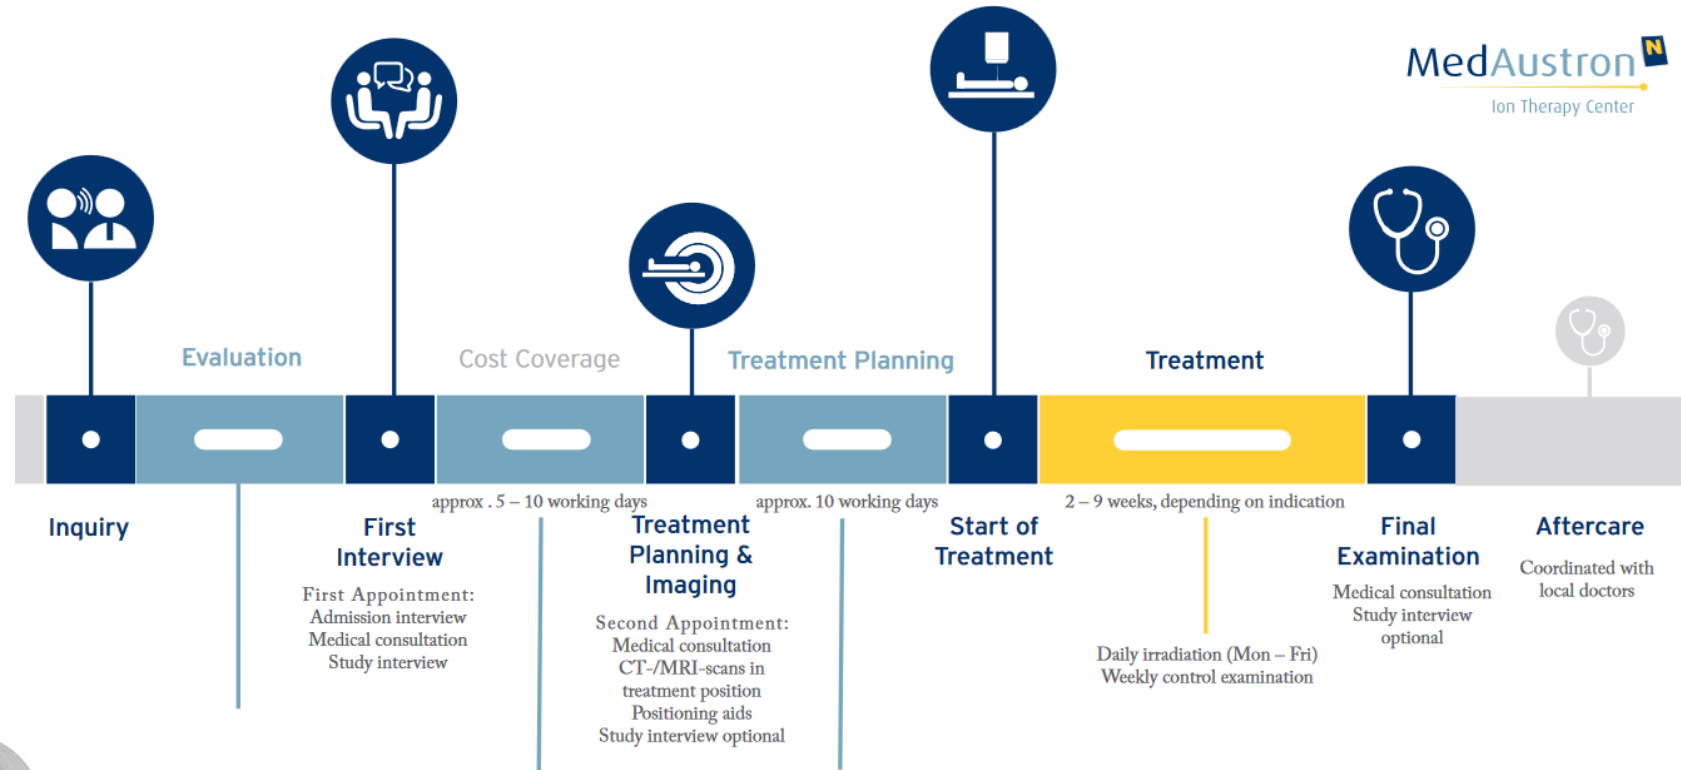 MedAustron N
Ion Therapy Center
Evaluation
Cost Coverage
Treatment Planning
Treatment
approx . 5 – 10 working days
approx. 10 working days
2 – 9 weeks, depending on indication
Inquiry
First
Interview
First Appointment:
Admission interview
Medical consultation
Study interview
Treatment
Planning &
Imaging
Second Appointment:
Medical consultation
CT-/MRI-scans in
treatment position
Positioning aids
Study interview optional
Start of
Treatment
Daily irradiation (Mon – Fri)
Weekly control examination
Final
Examination
Medical consultation
Study interview
optional
Aftercare
Coordinated with
local doctors